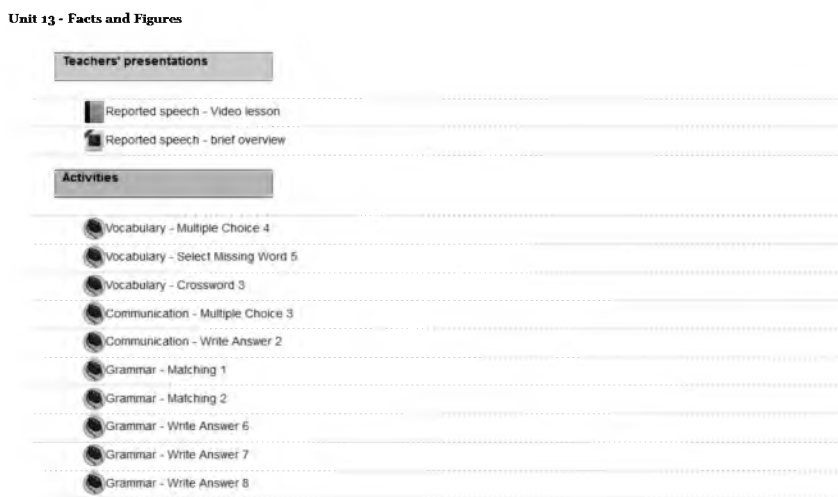 Unit 13 - Facts and Figures
Teachers' presentations
Reported speech - Video lesson
Reported speech - brief overview
Activities
Vocabulary - Multiple Choice 4
Vocabulary - Select Missing Word 5
Vocabulary - Crossword 3
Communication - Multiple Choice 3
Communication - Write Answer 2
Grammar - Matching 1
Grammar - Matching 2
Grammar - Write Answer 6
Grammar - Write Answer 7
Grammar - Write Answer 8